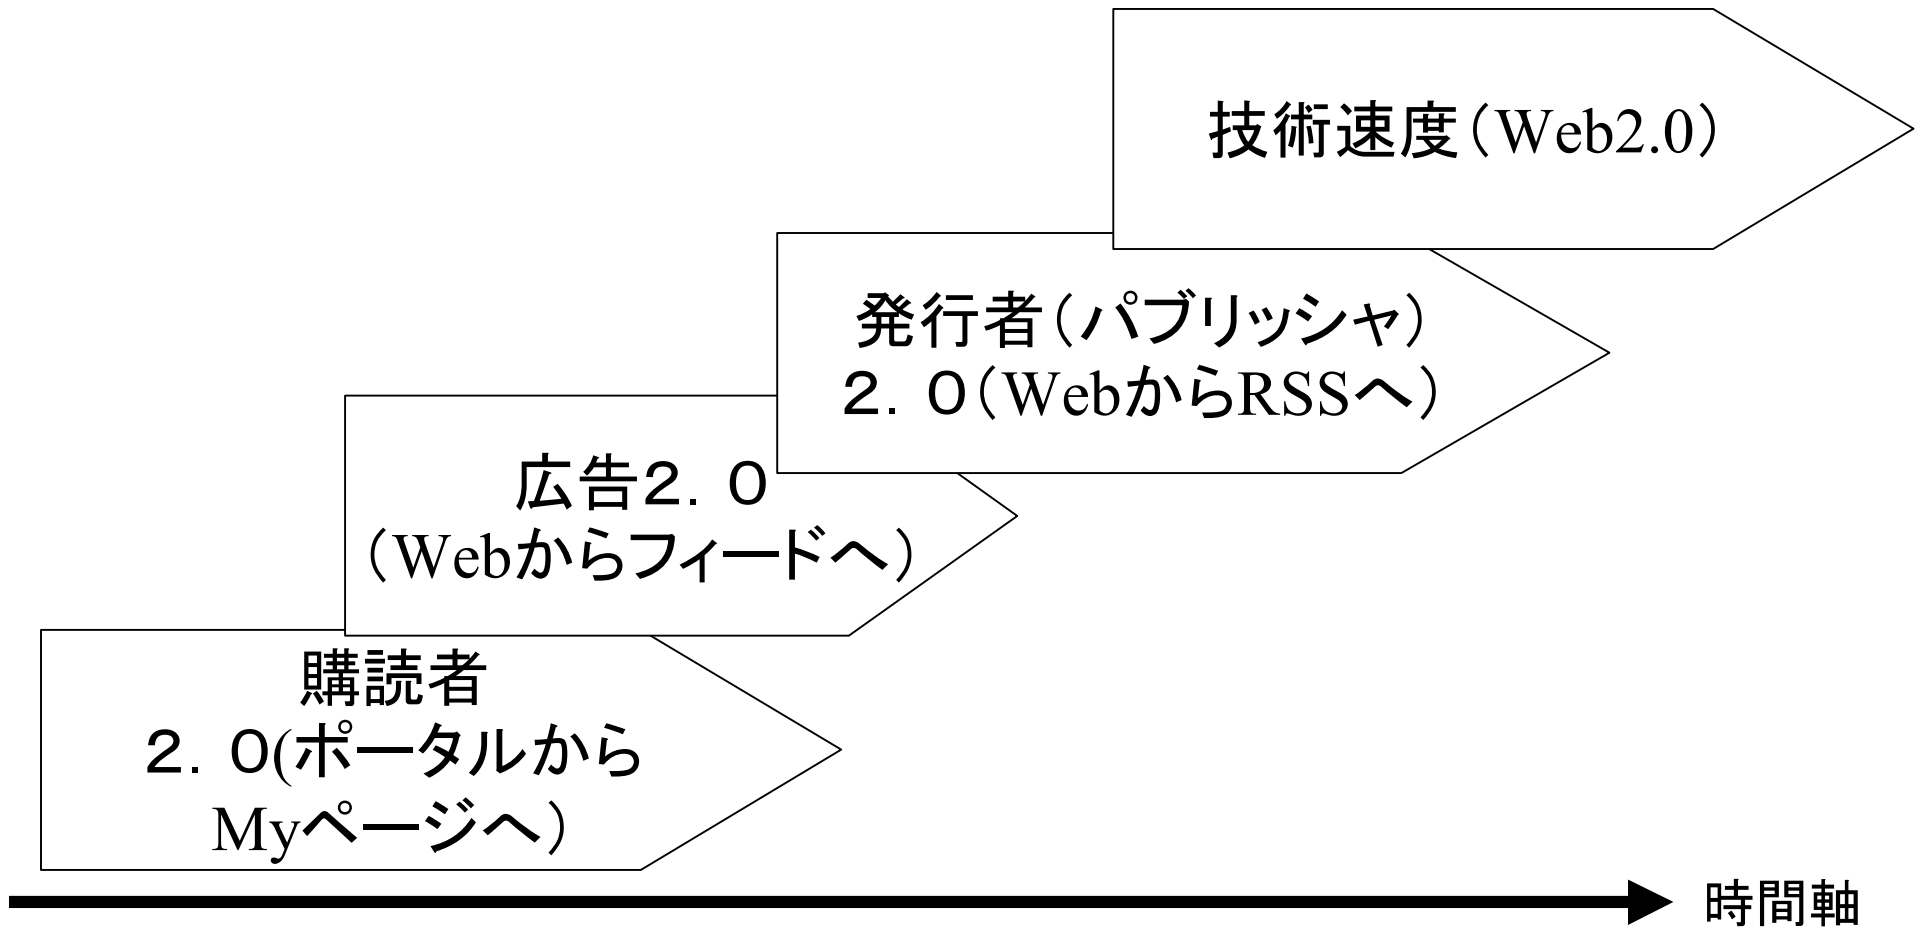 技術速度（Web2.0）
発行者（パブリッシャ）
２．０（WebからRSSへ）
広告２．０
（Webからフィードへ）
購読者
２．０(ポータルから
Myページへ）
時間軸